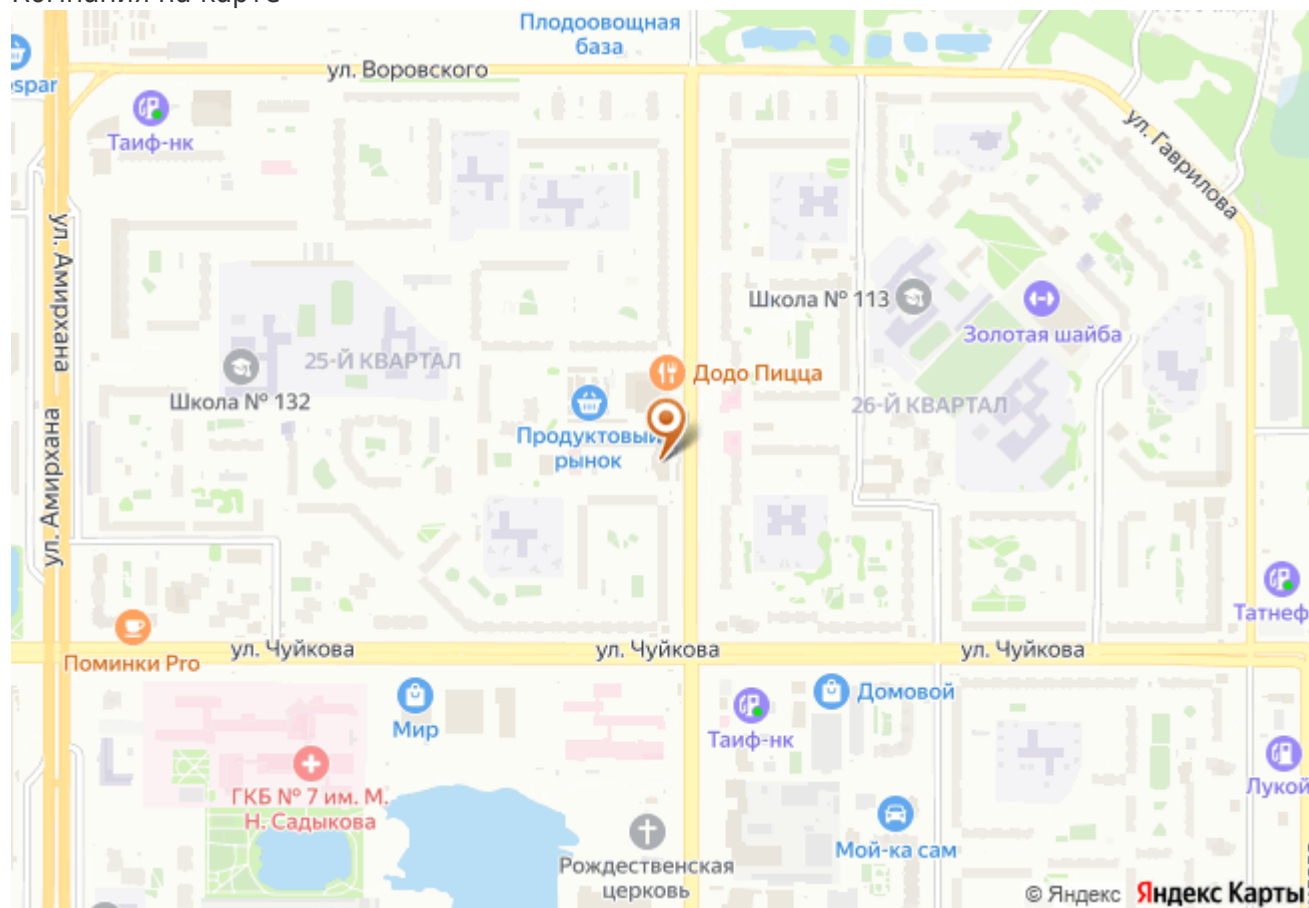 Плодоовощная
база
spar
ул. Воровского
Таиф-нк
ул. Гаврилова
ул. Амирхана
Школа № 113
Золотая шайба
25-Й КВАРТАЛ
Додо Пицца
Школа № 132
26-Й КВАРТАЛ
Продуктовый
рынок
ул. Амирхана
Татнеф
ул. Чуйкова
ул. Чуйкова
ул. Чуйкова
Поминки Pro
Домовой
Мир
Таиф-нк
Лукой
ГКБ № 7 им. М.
Н. Садыкова
Мой-ка сам
Рождественская
церковь
© Яндекс Яндекс Карты